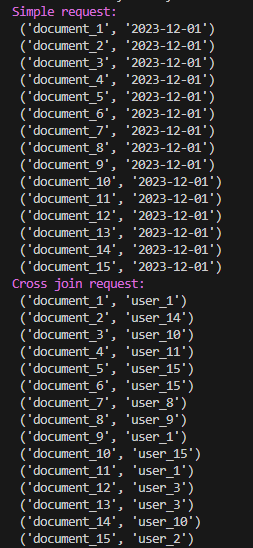 Simple request:
('document_1', '2023-12-01')
('document_2', '2023-12-01')
('document_3', '2023-12-01')
('document_4', '2023-12-01')
('document_5', '2023-12-01')
('document_6', '2023-12-01')
('document_7', '2023-12-01')
('document_8', '2023-12-01')
('document_9', '2023-12-01')
('document_10', '2023-12-01')
('document_11', '2023-12-01')
('document_12', '2023-12-01')
('document_13', '2023-12-01')
('document_14', '2023-12-01')
('document_15', '2023-12-01')
Cross join request:
('document_1', 'user_1')
('document_2', 'user_14')
('document_3', 'user_10')
('document_4', 'user_11')
('document_5', 'user_15')
('document_6', 'user_15')
('document_7', 'user_8')
('document_8', 'user_9')
('document_9', 'user_1')
('document_10', 'user_15')
('document_11', 'user_1')
('document_12', 'user_3')
('document_13', 'user_3')
('document_14', 'user_10')
('document_15', 'user_2')